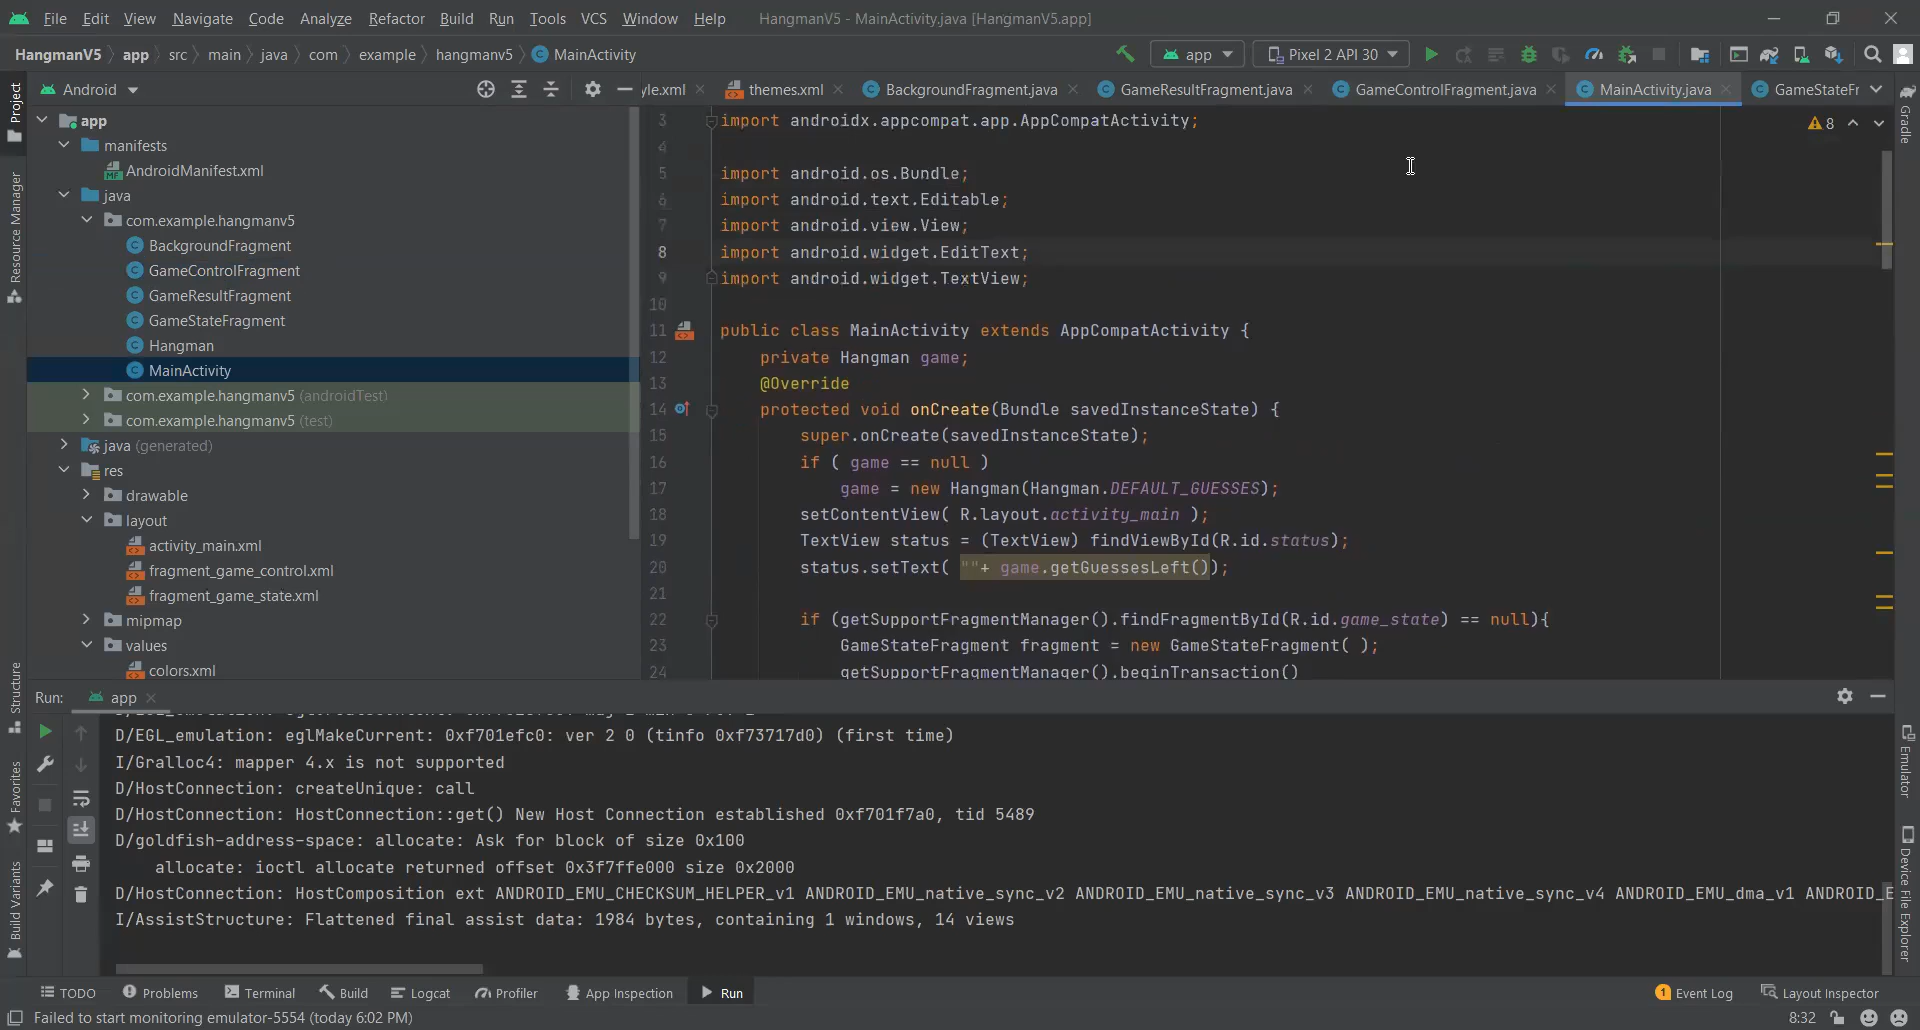 File Edit View Navigate Code Analyze Refactor Build Run Tools VCS Window Help HangmanV5 - MainActivity.java [HangmanV5.app]
HangmanV5 app src main java com example hangmanv5 MainActivity app Pixel 2 API 30
Project
Resource Manager
Structure
Favorites
Build Variants
Android
app
manifests
AndroidManifest.xml
java
com.example.hangmanv5
BackgroundFragment
GameControlFragment
GameResultFragment
GameStateFragment
Hangman
MainActivity
com.example.hangmanv5 (androidTest)
com.example.hangmanv5 (test)
java (generated)
res
drawable
layout
activity_main.xml
fragment_game_control.xml
fragment_game_state.xml
mipmap
values
colors.xml
yle.xml themes.xml BackgroundFragment.java GameResultFragment.java GameControlFragment.java MainActivity.java GameStateFr
8
3 import androidx.appcompat.app.AppCompatActivity;
4
5 import android.os.Bundle;
6 import android.text.Editable;
7 import android.view.View;
8 import android.widget.EditText;
9 import android.widget.TextView;
10
11 public class MainActivity extends AppCompatActivity {
12 private Hangman game;
13 @Override
14 protected void onCreate(Bundle savedInstanceState) {
15 super.onCreate(savedInstanceState);
16 if ( game == null )
17 game = new Hangman(Hangman.DEFAULT_GUESSES);
18 setContentView( R.layout.activity_main );
19 TextView status = (TextView) findViewById(R.id.status);
20 status.setText( ""+ game.getGuessesLeft());
21
22 if (getSupportFragmentManager().findFragmentById(R.id.game_state) == null){
23 GameStateFragment fragment = new GameStateFragment( );
24 getSupportFragmentManager().beginTransaction()
Gradle
Emulator
Device File Explorer
Run: app
D/EGL_emulation: eglMakeCurrent: 0xf701efc0: ver 2 0 (tinfo 0xf73717d0) (first time)
I/Gralloc4: mapper 4.x is not supported
D/HostConnection: createUnique: call
D/HostConnection: HostConnection::get() New Host Connection established 0xf701f7a0, tid 5489
D/goldfish-address-space: allocate: Ask for block of size 0x100
allocate: ioctl allocate returned offset 0x3f7ffe000 size 0x2000
D/HostConnection: HostComposition ext ANDROID_EMU_CHECKSUM_HELPER_v1 ANDROID_EMU_native_sync_v2 ANDROID_EMU_native_sync_v3 ANDROID_EMU_native_sync_v4 ANDROID_EMU_dma_v1 ANDROID_E
I/AssistStructure: Flattened final assist data: 1984 bytes, containing 1 windows, 14 views
TODO Problems Terminal Build Logcat Profiler App Inspection Run 1 Event Log Layout Inspector
Failed to start monitoring emulator-5554 (today 6:02 PM) 8:32